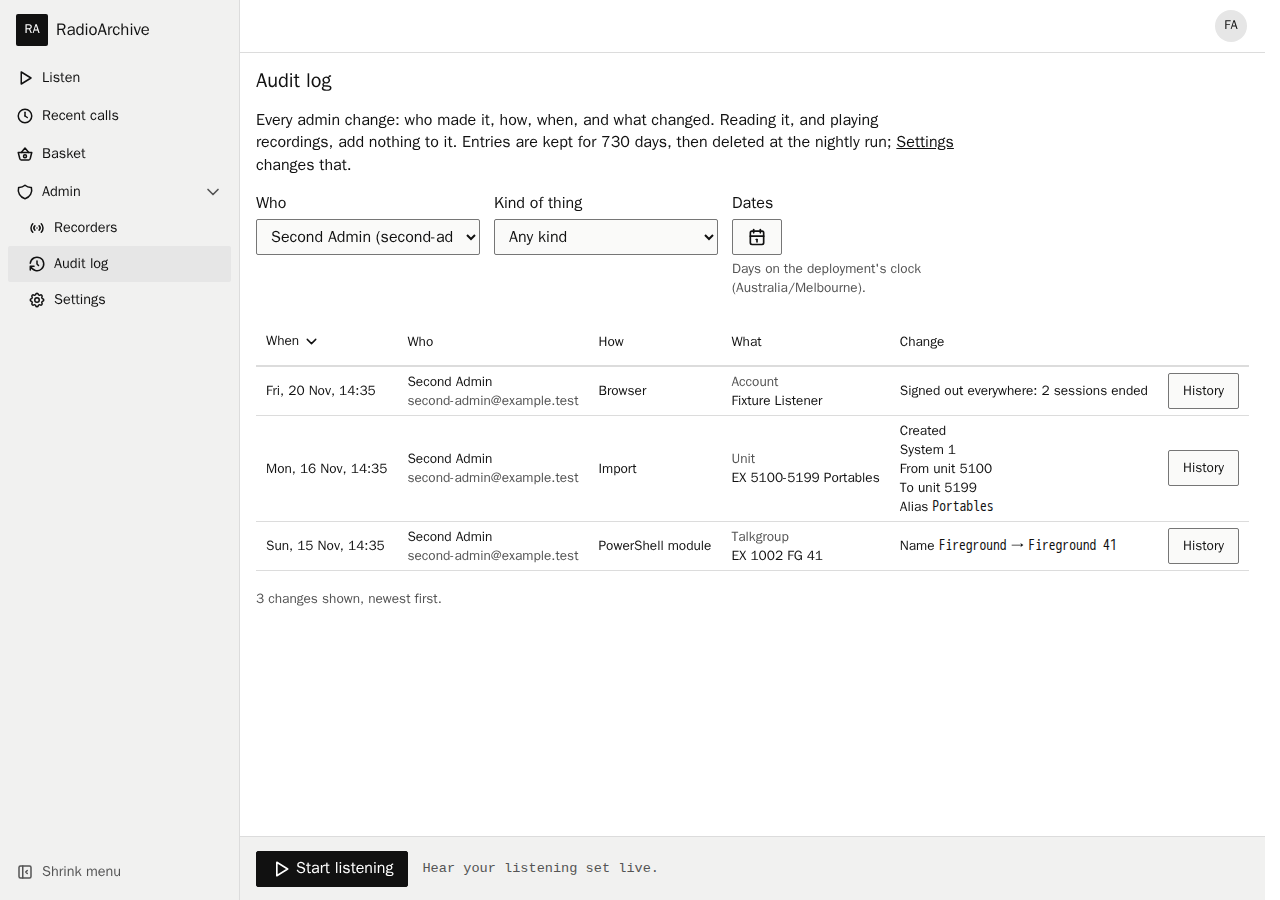 RA RadioArchive
FA
Listen
Recent calls
Basket
Admin
Recorders
Audit log
Settings
Shrink menu
Audit log
Every admin change: who made it, how, when, and what changed. Reading it, and playing
recordings, add nothing to it. Entries are kept for 730 days, then deleted at the nightly run; Settings
changes that.
Who
Second Admin (second-ad
Kind of thing
Any kind
Dates
Days on the deployment's clock
(Australia/Melbourne).
When Who How What Change
Fri, 20 Nov, 14:35
Second Admin
second-admin@example.test
Browser
Account
Fixture Listener
Signed out everywhere: 2 sessions ended
History
Mon, 16 Nov, 14:35
Second Admin
second-admin@example.test
Import
Unit
EX 5100-5199 Portables
Created
System 1
From unit 5100
To unit 5199
Alias Portables
History
Sun, 15 Nov, 14:35
Second Admin
second-admin@example.test
PowerShell module
Talkgroup
EX 1002 FG 41
Name Fireground → Fireground 41
History
3 changes shown, newest first.
Start listening
Hear your listening set live.